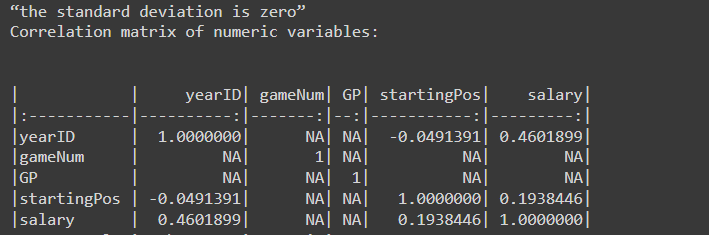 “the standard deviation is zero”
Correlation matrix of numeric variables:
|            |     yearID| gameNum| GP| startingPos|    salary|
|:-----------|----------:|-------:|--:|-----------:|---------:|
|yearID      |  1.0000000|      NA| NA|  -0.0491391| 0.4601899|
|gameNum     |         NA|       1| NA|          NA|        NA|
|GP          |         NA|      NA|  1|          NA|        NA|
|startingPos | -0.0491391|      NA| NA|   1.0000000| 0.1938446|
|salary      |  0.4601899|      NA| NA|   0.1938446| 1.0000000|